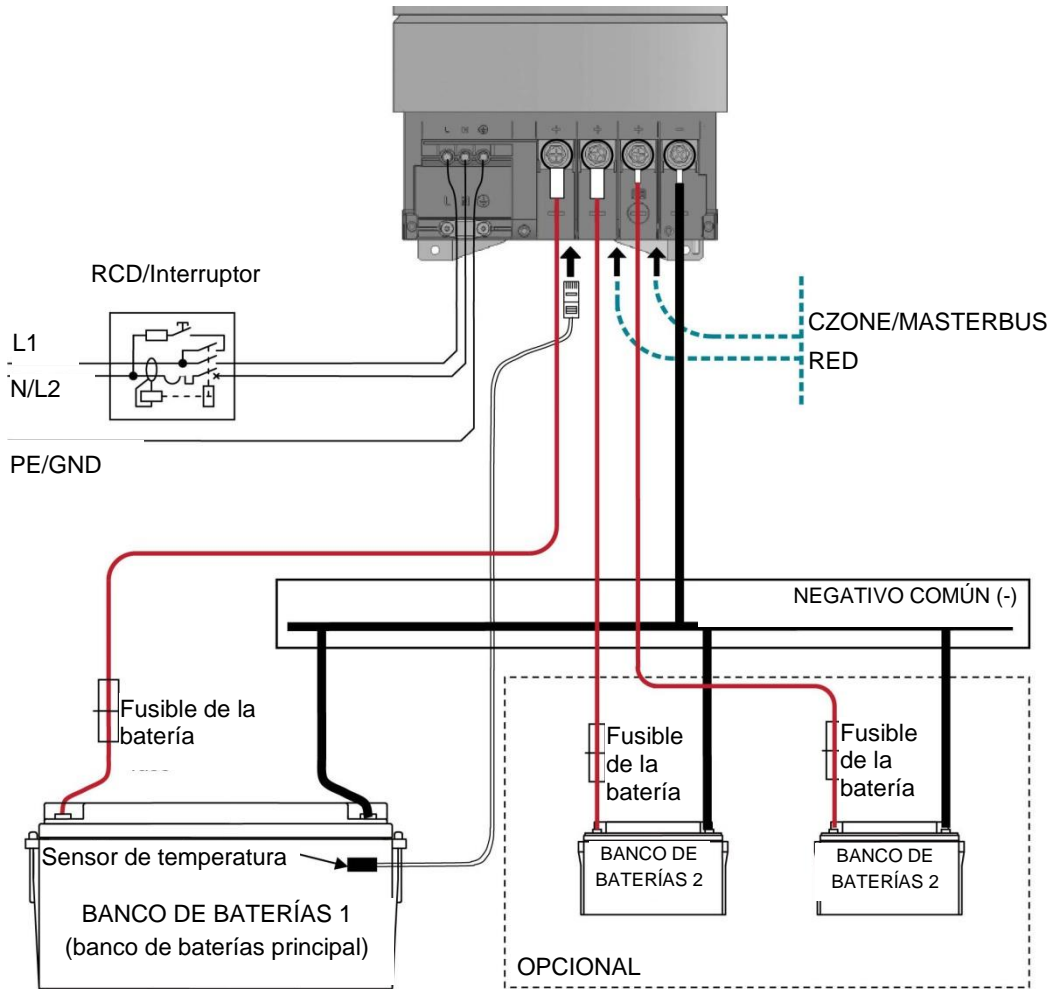 L N
+ + + -
L N
RCD/Interruptor
L1
N/L2
PE/GND
CZONE/MASTERBUS
RED
NEGATIVO COMÚN (-)
Fusible de la
batería
Fusible
de la
batería
Fusible
de la
batería
Sensor de temperatura
BANCO DE BATERÍAS 1
(banco de baterías principal)
BANCO DE
BATERÍAS 2
BANCO DE
BATERÍAS 2
OPCIONAL